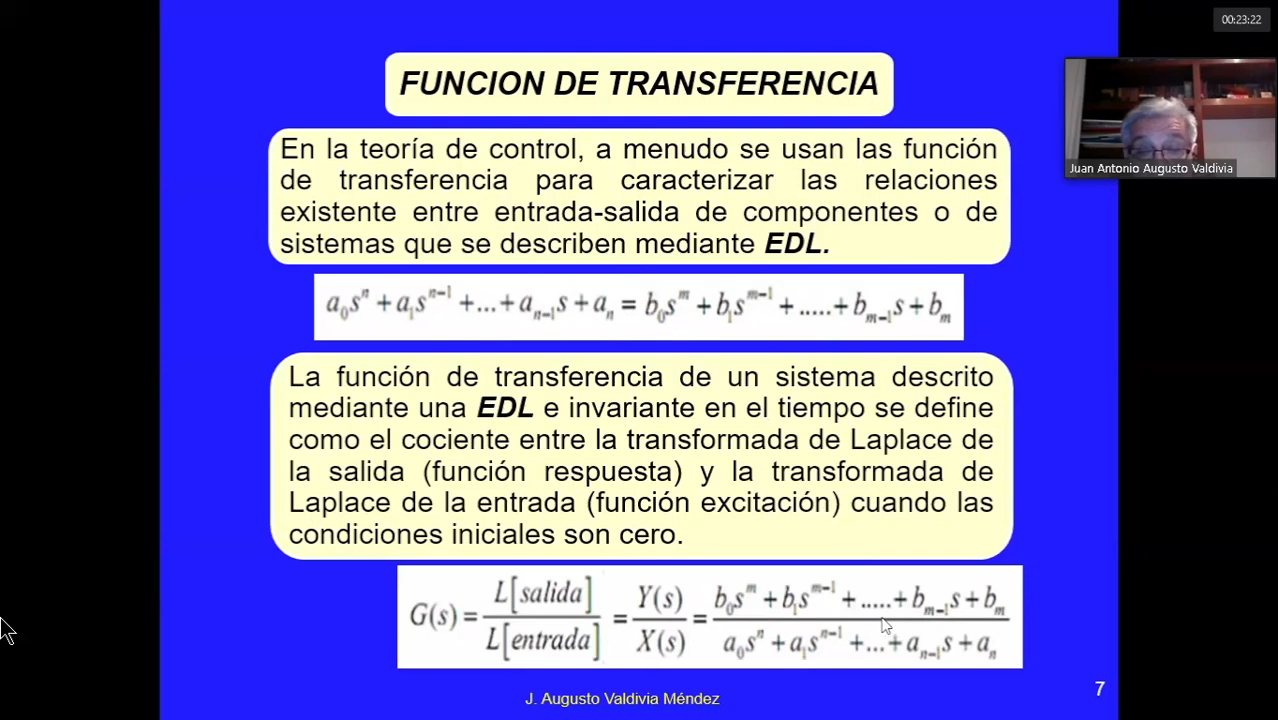 00:23:22
FUNCION DE TRANSFERENCIA
Juan Antonio Augusto Valdivia
En la teoría de control, a menudo se usan las función
de transferencia para caracterizar las relaciones
existente entre entrada-salida de componentes o de
sistemas que se describen mediante EDL.
a₀sⁿ + a₁sⁿ⁻¹ +...+ aₙ₋₁s + aₙ = b₀sᵐ + b₁sᵐ⁻¹ + .....+ bₘ₋₁s + bₘ
La función de transferencia de un sistema descrito
mediante una EDL e invariante en el tiempo se define
como el cociente entre la transformada de Laplace de
la salida (función respuesta) y la transformada de
Laplace de la entrada (función excitación) cuando las
condiciones iniciales son cero.
G(s) = L[salida] / L[entrada] = Y(s) / X(s) = b₀sᵐ + b₁sᵐ⁻¹ + .....+ bₘ₋₁s + bₘ / a₀sⁿ + a₁sⁿ⁻¹ +...+ aₙ₋₁s + aₙ
J. Augusto Valdivia Méndez
7